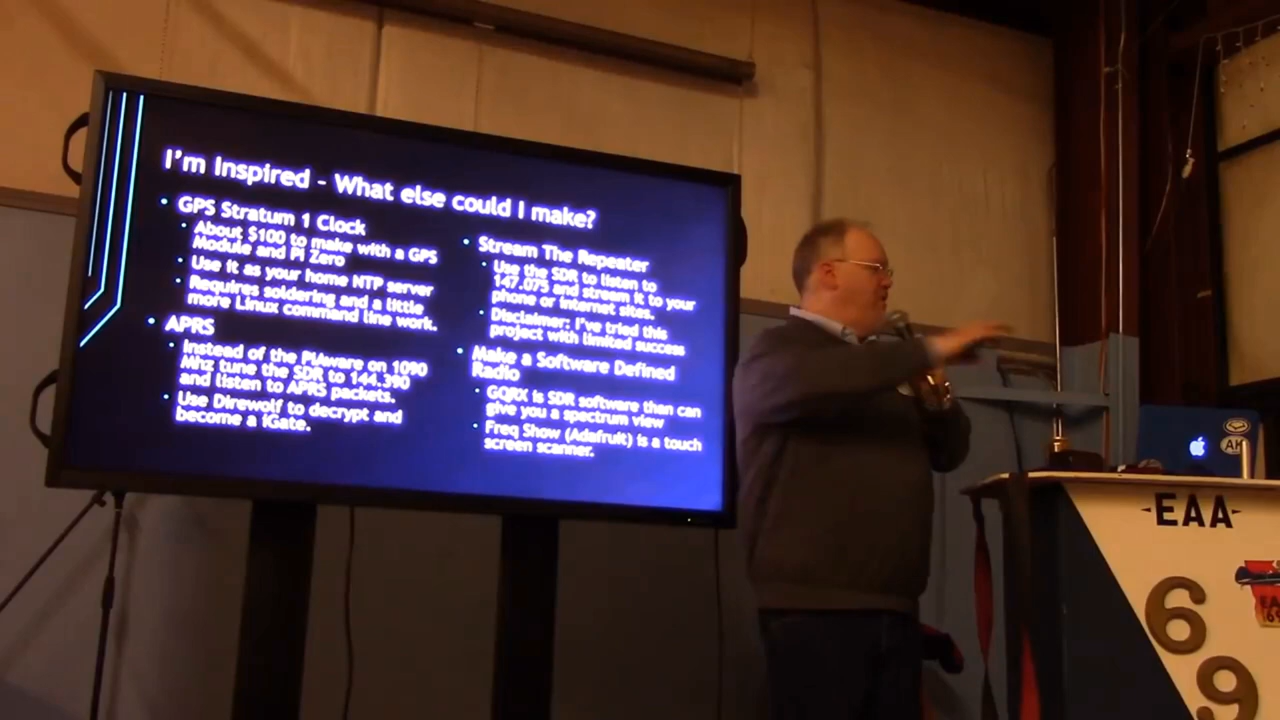 I'm Inspired - What else could I make?
• GPS Stratum 1 Clock
• About $100 to make with a GPS
Module and Pi Zero
• Use it as your home NTP server
• Requires soldering and a little
more Linux command line work.
• APRS
• Instead of the PiAware on 1090
Mhz tune the SDR to 144.390
and listen to APRS packets.
• Use Direwolf to decrypt and
become a iGate.
• Stream The Repeater
• Use the SDR to listen to
147.075 and stream it to your
phone or internet sites.
• Disclaimer: I've tried this
project with limited success
• Make a Software Defined
Radio
• GQRX is SDR software than can
give you a spectrum view
• Freq Show (Adafruit) is a touch
screen scanner.
AK
EAA
6
9